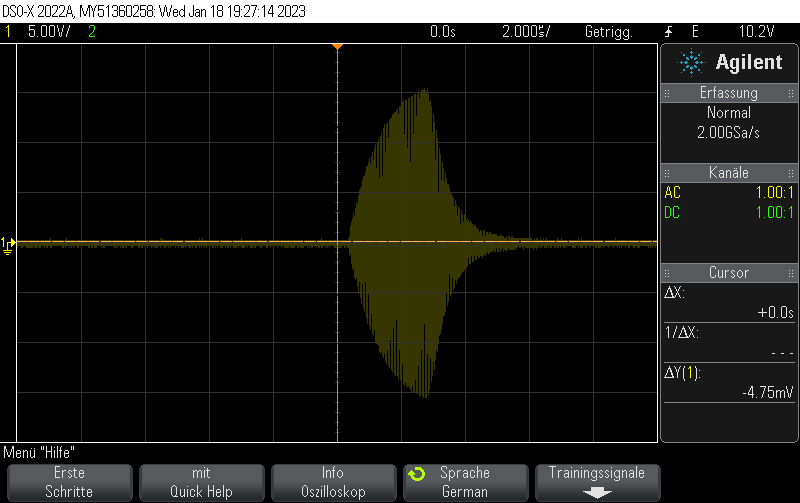 DSO-X 2022A, MY51360258: Wed Jan 18 19:27:14 2023
1 5.00V/ 2 0.0s 2.000s/ Getrigg. E 10.2V
Agilent
Erfassung
Normal
2.00GSa/s
Kanäle
AC 1.00:1
DC 1.00:1
Cursor
ΔX:
+0.0s
1/ΔX:
- - -
ΔY(1):
-4.75mV
1
Menü "Hilfe"
Erste Schritte
mit Quick Help
Info Oszilloskop
Sprache German
Trainingssignale